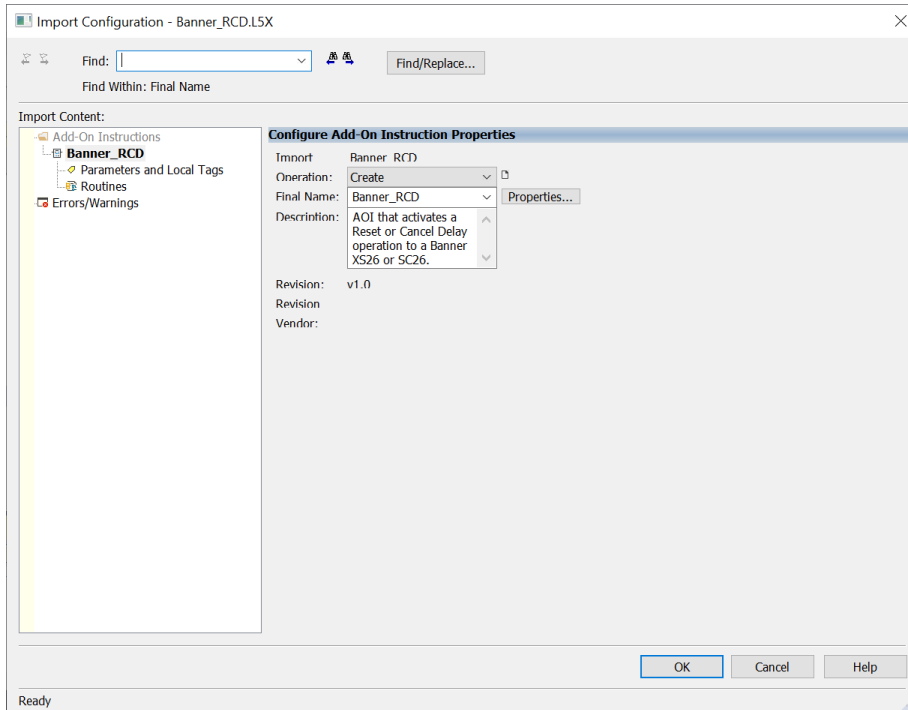 Import Configuration - Banner_RCD.L5X
Find:
Find/Replace...
Find Within: Final Name
Import Content:
Add-On Instructions
Banner_RCD
Parameters and Local Tags
Routines
Errors/Warnings
Configure Add-On Instruction Properties
Import Banner_RCD
Operation: Create
Final Name: Banner_RCD Properties...
Description: AOI that activates a
Reset or Cancel Delay
operation to a Banner
XS26 or SC26.
Revision: v1.0
Revision
Vendor:
OK Cancel Help
Ready